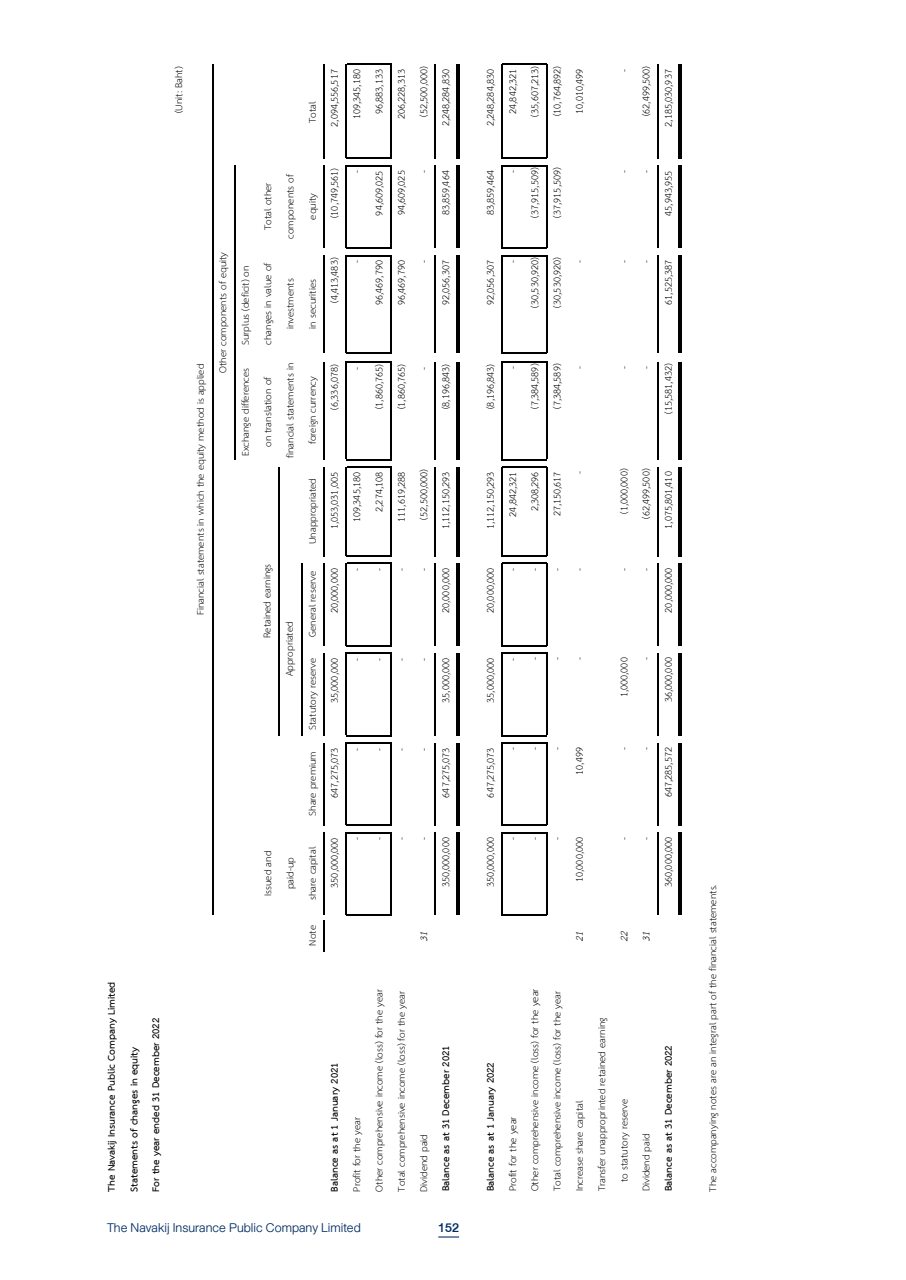 The Navakij Insurance Public Company Limited
Statements of changes in equity
For the year ended 31 December 2022
(Unit: Baht)
Financial statements in which the equity method is applied
Other components of equity
Exchange differences Surplus (deficit) on
Issued and Retained earnings on translation of changes in value of Total other
paid-up Appropriated financial statements in investments components of
Note share capital Share premium Statutory reserve General reserve Unappropriated foreign currency in securities equity Total
Balance as at 1 January 2021 350,000,000 647,275,073 35,000,000 20,000,000 1,053,031,005 (6,336,078) (4,413,483) (10,749,561) 2,094,556,517
Profit for the year - - - - 109,345,180 - - - 109,345,180
Other comprehensive income (loss) for the year - - - - 2,274,108 (1,860,765) 96,469,790 94,609,025 96,883,133
Total comprehensive income (loss) for the year - - - - 111,619,288 (1,860,765) 96,469,790 94,609,025 206,228,313
Dividend paid 31 - - - - (52,500,000) - - - (52,500,000)
Balance as at 31 December 2021 350,000,000 647,275,073 35,000,000 20,000,000 1,112,150,293 (8,196,843) 92,056,307 83,859,464 2,248,284,830
Balance as at 1 January 2022 350,000,000 647,275,073 35,000,000 20,000,000 1,112,150,293 (8,196,843) 92,056,307 83,859,464 2,248,284,830
Profit for the year - - - - 24,842,321 - - - 24,842,321
Other comprehensive income (loss) for the year - - - - 2,308,296 (7,384,589) (30,530,920) (37,915,509) (35,607,213)
Total comprehensive income (loss) for the year - - - - 27,150,617 (7,384,589) (30,530,920) (37,915,509) (10,764,892)
Increase share capital 21 10,000,000 10,499 - - - - - - 10,010,499
Transfer unapproprinted retained earning
to statutory reserve 22 - - 1,000,000 - (1,000,000) - - - -
Dividend paid 31 - - - - (62,499,500) - - - (62,499,500)
Balance as at 31 December 2022 360,000,000 647,285,572 36,000,000 20,000,000 1,075,801,410 (15,581,432) 61,525,387 45,943,955 2,185,030,937
The accompanying notes are an integral part of the financial statements.
The Navakij Insurance Public Company Limited 152